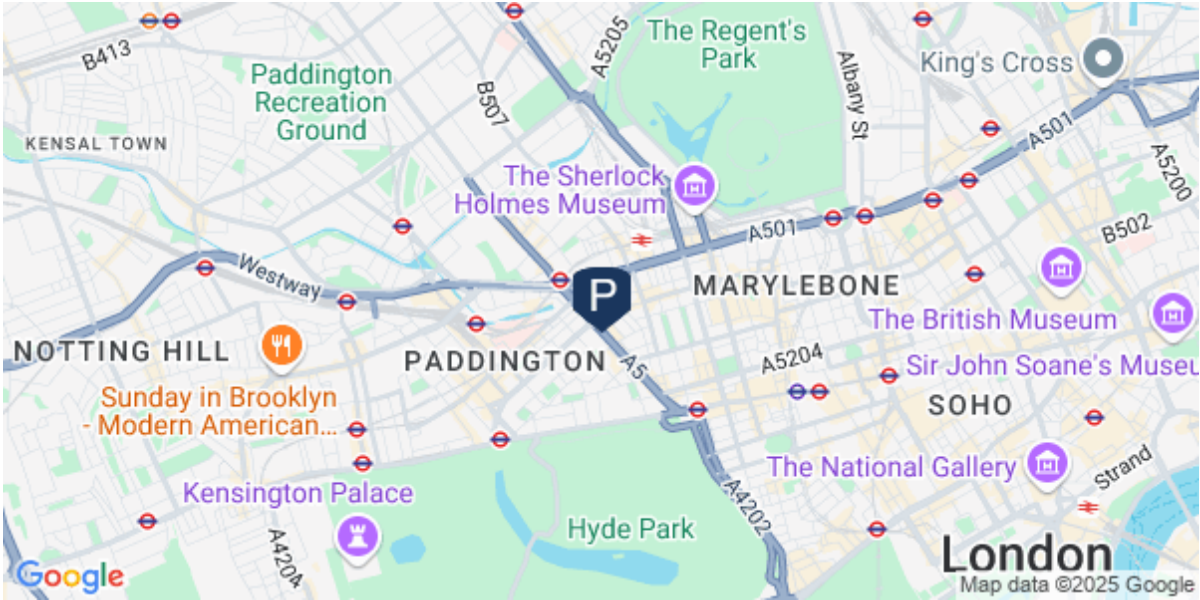 The Regent's
Park
A5205
B413
Albany St
King's Cross
Paddington
Recreation
Ground
B507
KENSAL TOWN
A501
A5200
The Sherlock
Holmes Museum
A501
B502
Westway
MARYLEBONE
P
The British Museum
NOTTING HILL
PADDINGTON
A5
A5204
Sir John Soane's Museu
Sunday in Brooklyn
- Modern American...
SOHO
The National Gallery
Strand
Kensington Palace
A4202
Hyde Park
A4204
London
Google
Map data ©2025 Google